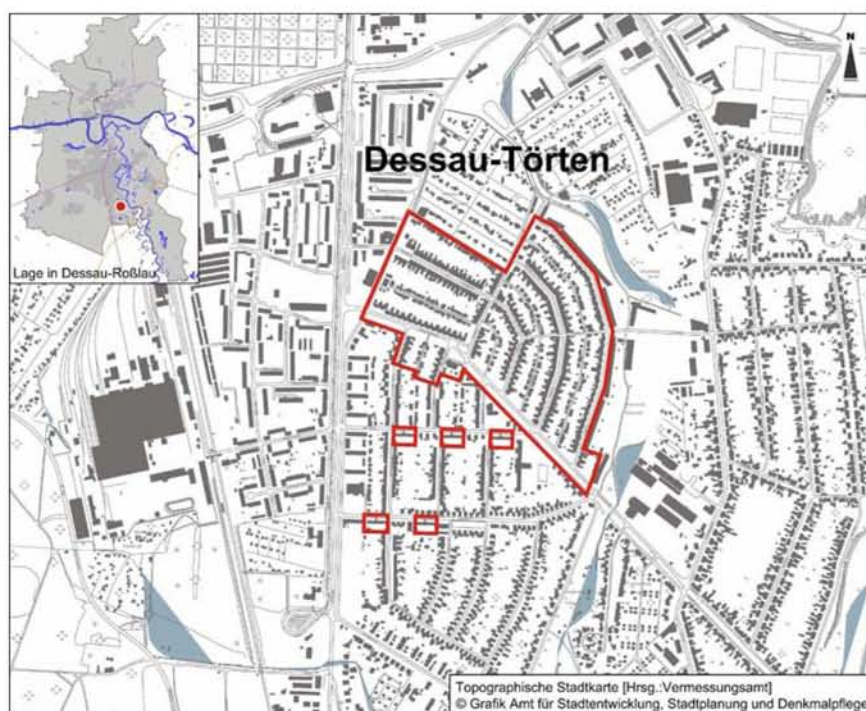 N
Dessau-Törten
Lage in Dessau-Roßlau
Topographische Stadtkarte [Hrsg.:Vermessungsamt]
© Grafik Amt für Stadtentwicklung, Stadtplanung und Denkmalpflege